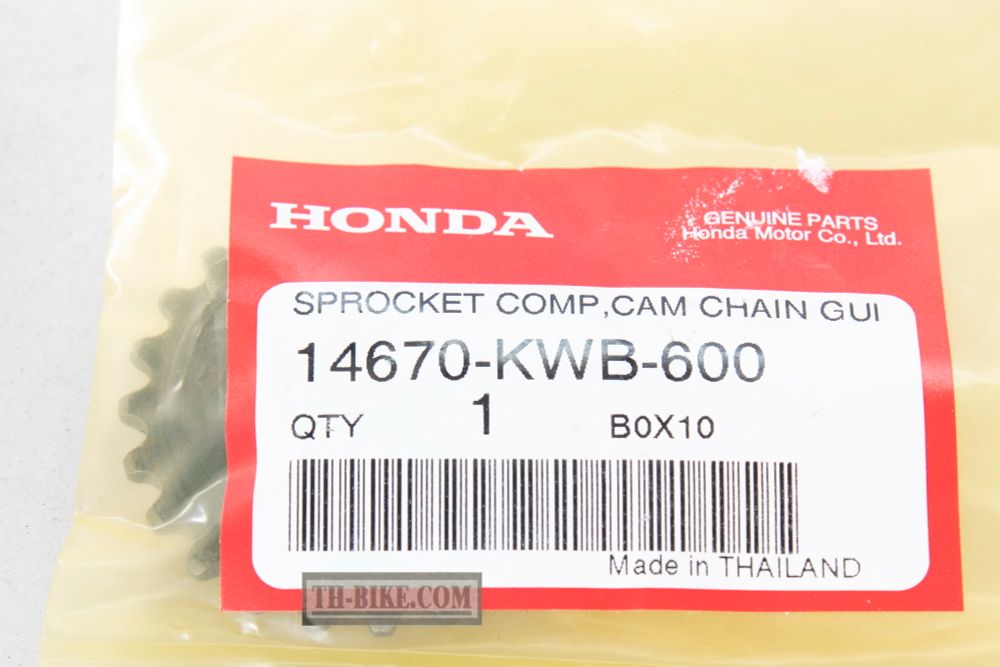 HONDA
GENUINE PARTS
Honda Motor Co., Ltd.
SPROCKET COMP,CAM CHAIN GUI
14670-KWB-600
QTY 1 B0X10
Made in THAILAND
TH-BIKE.COM